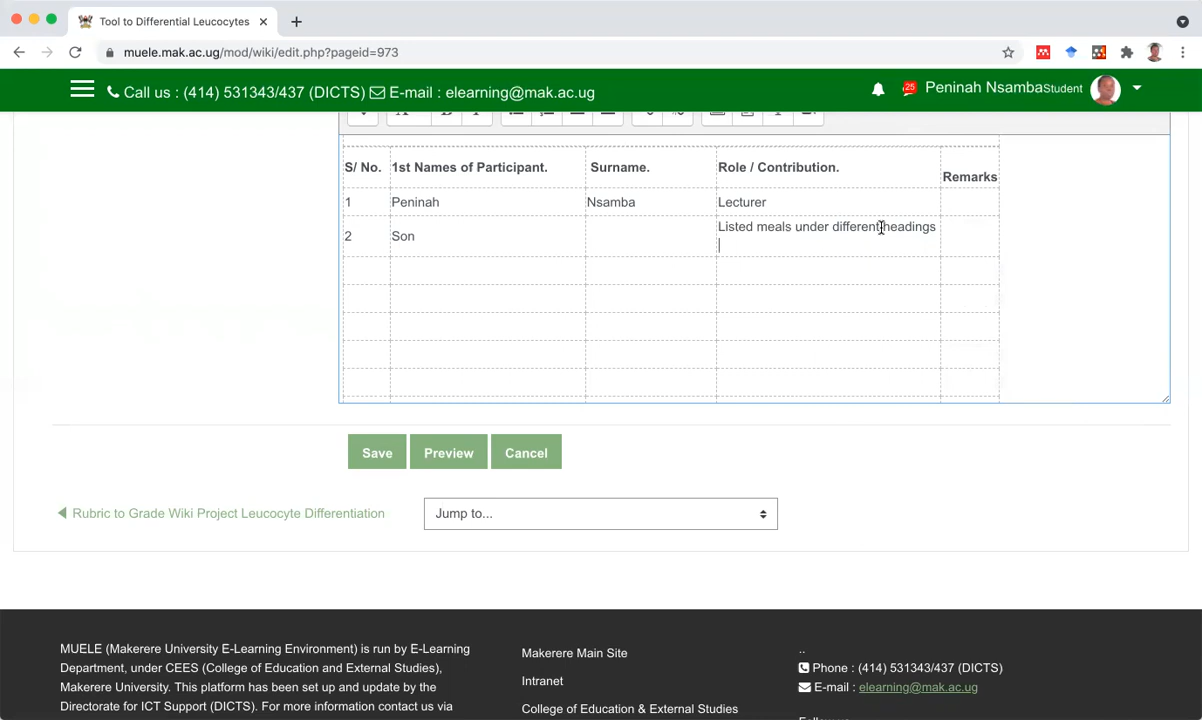 Tool to Differential Leucocytes
muele.mak.ac.ug/mod/wiki/edit.php?pageid=973
Call us : (414) 531343/437 (DICTS) E-mail : elearning@mak.ac.ug
25
Peninah NsambaStudent
S/ No. 1st Names of Participant. Surname. Role / Contribution. Remarks
1 Peninah Nsamba Lecturer
2 Son Listed meals under different headings
Save Preview Cancel
Rubric to Grade Wiki Project Leucocyte Differentiation
Jump to...
MUELE (Makerere University E-Learning Environment) is run by E-Learning
Department, under CEES (College of Education and External Studies),
Makerere University. This platform has been set up and update by the
Directorate for ICT Support (DICTS). For more information contact us via
Makerere Main Site
Intranet
College of Education & External Studies
..
Phone : (414) 531343/437 (DICTS)
E-mail : elearning@mak.ac.ug